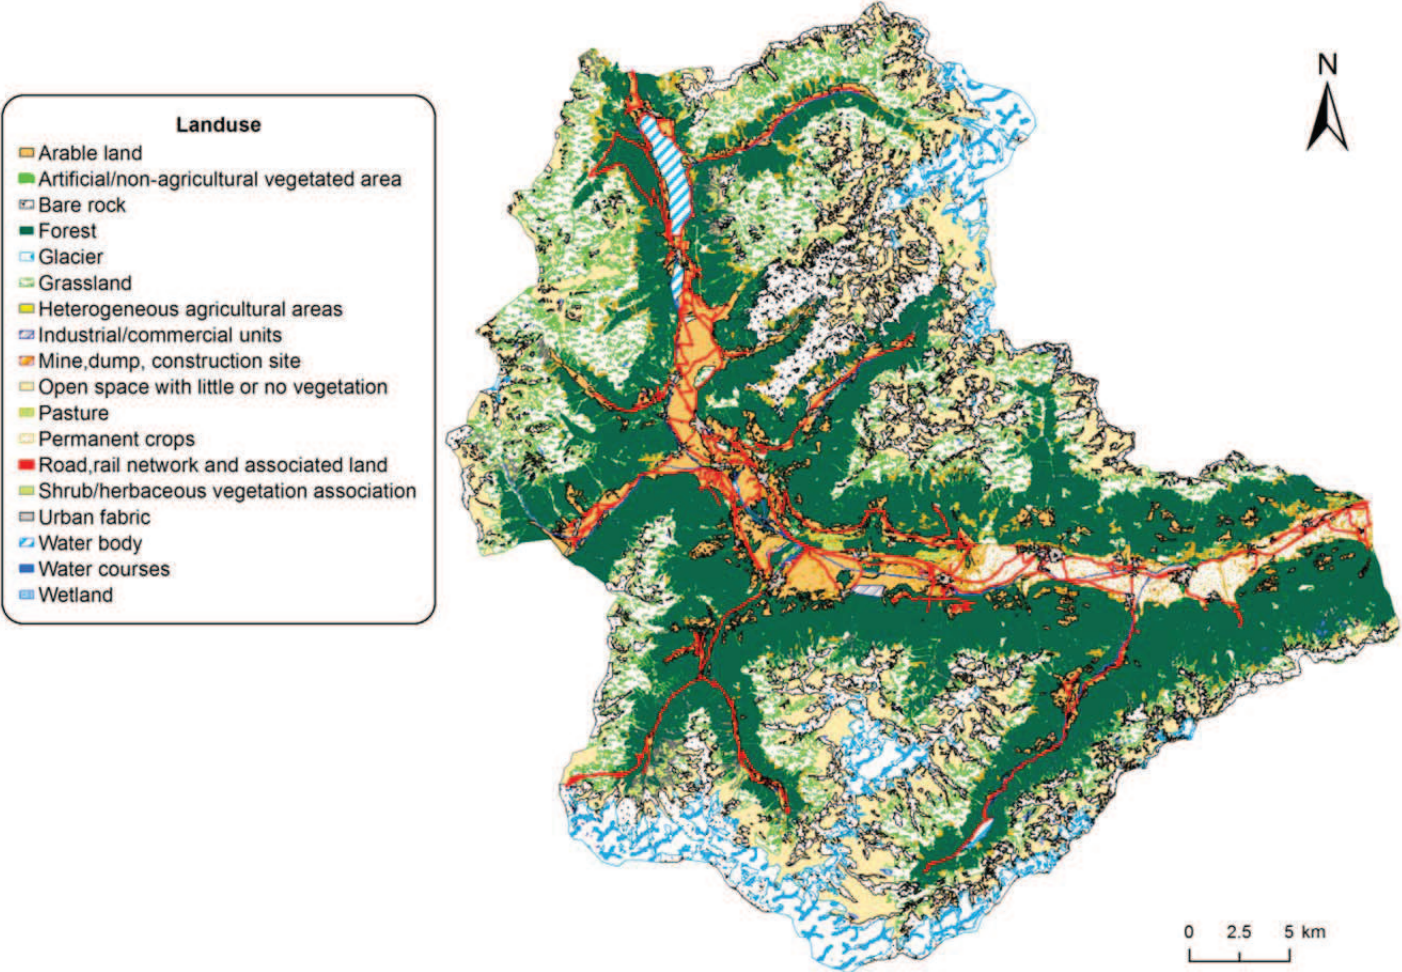 N
Landuse
Arable land
Artificial/non-agricultural vegetated area
Bare rock
Forest
Glacier
Grassland
Heterogeneous agricultural areas
Industrial/commercial units
Mine,dump, construction site
Open space with little or no vegetation
Pasture
Permanent crops
Road,rail network and associated land
Shrub/herbaceous vegetation association
Urban fabric
Water body
Water courses
Wetland
0 2.5 5 km